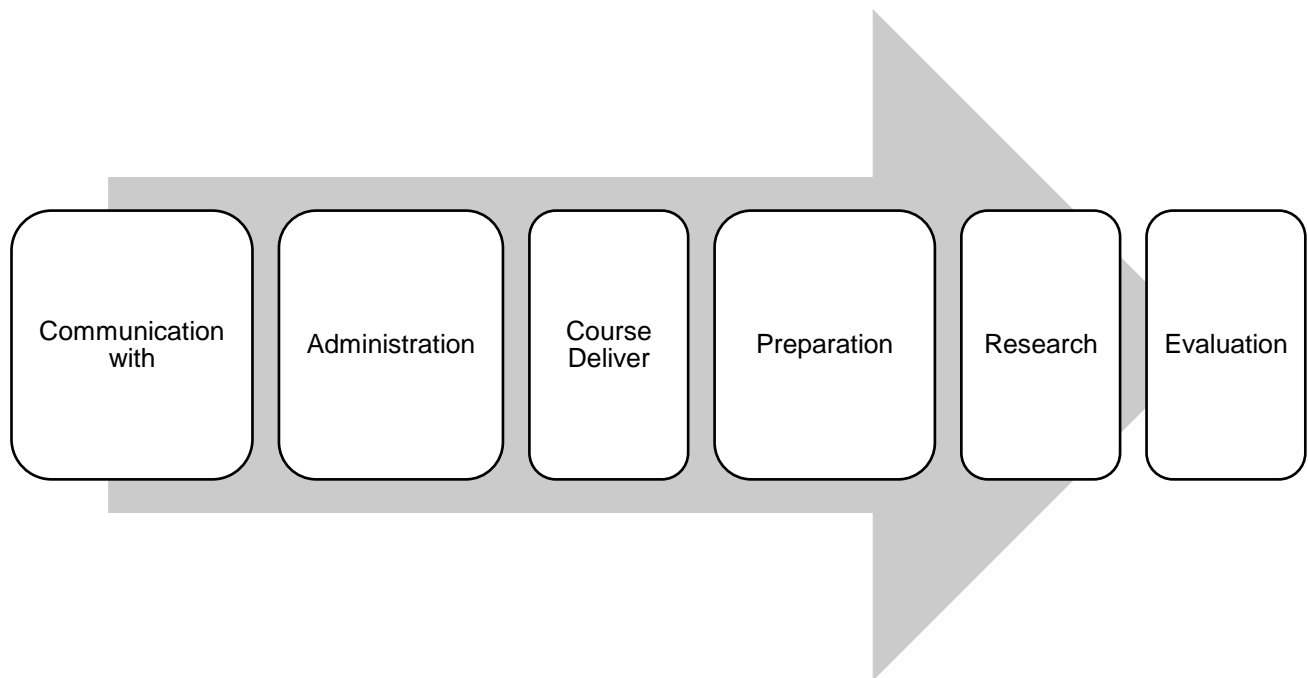 Communication
with
Administration
Course
Deliver
Preparation
Research
Evaluation